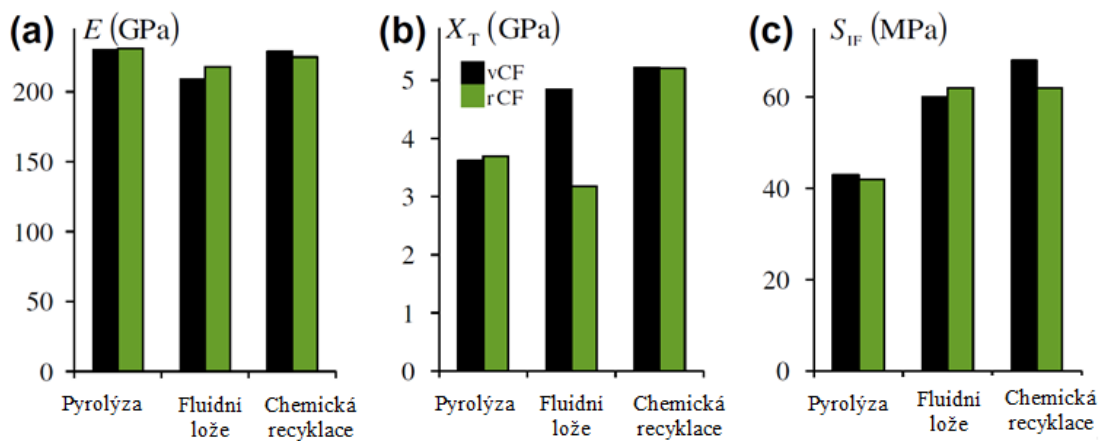 (a) E (GPa)
200
150
100
50
0
Pyrolýza
Fluidní
lože
Chemická
recyklace
(b) X_T (GPa)
vCF
rCF
5
4
3
2
1
0
Pyrolýza
Fluidní
lože
Chemická
recyklace
(c) S_IF (MPa)
60
40
20
0
Pyrolýza
Fluidní
lože
Chemická
recyklace